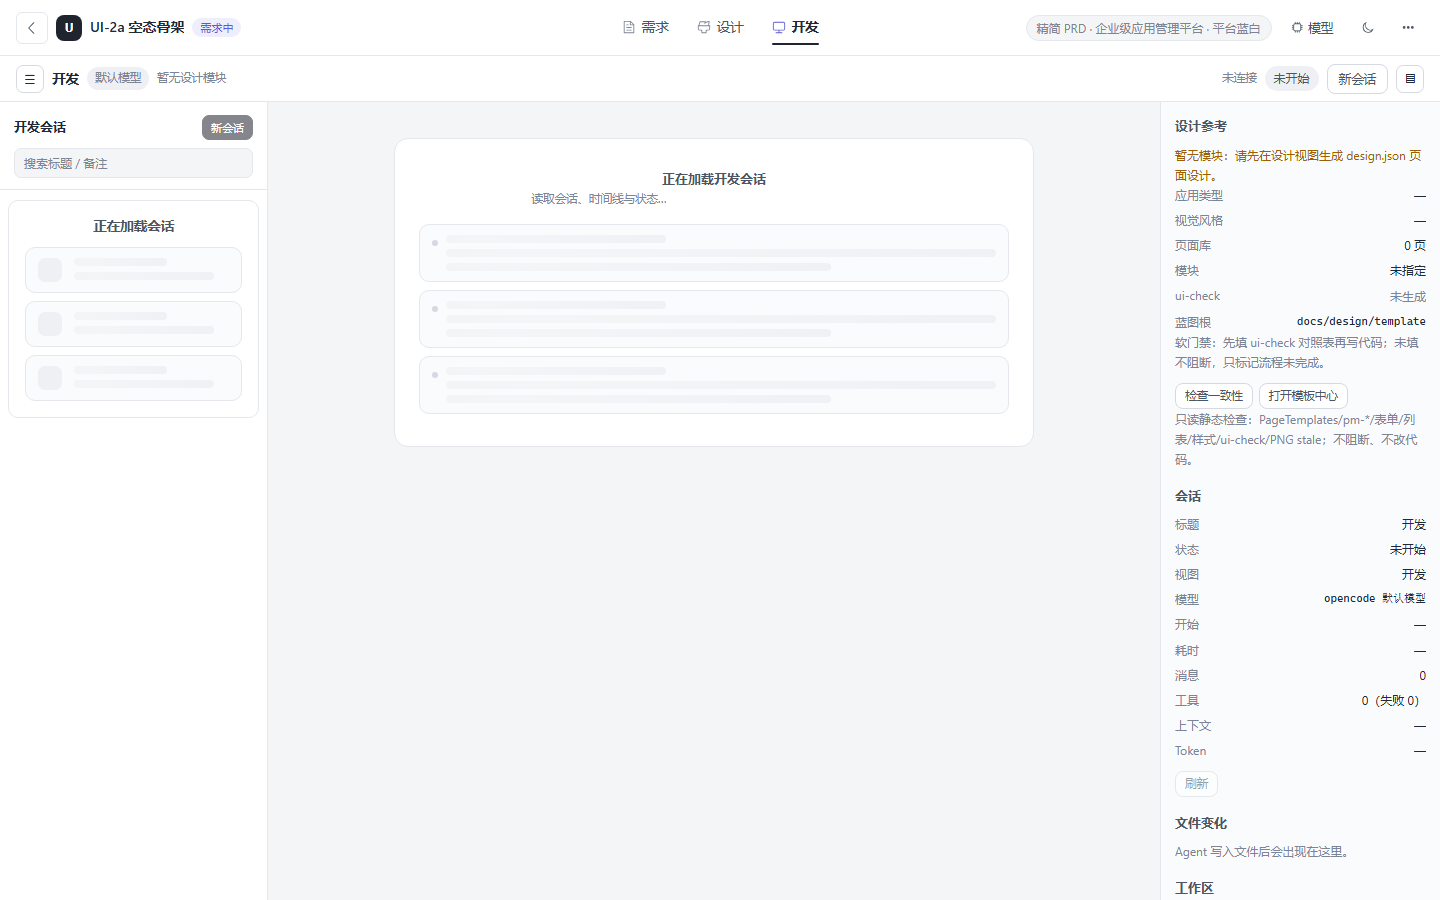 U UI-2a 空态骨架 需求中
需求 设计 开发
精简 PRD · 企业级应用管理平台 · 平台蓝白 模型
开发 默认模型 暂无设计模块
未连接 未开始 新会话
开发会话 新会话
搜索标题 / 备注
正在加载会话
正在加载开发会话
读取会话、时间线与状态...
设计参考
暂无模块：请先在设计视图生成 design.json 页
面设计。
应用类型 —
视觉风格 —
页面库 0 页
模块 未指定
ui-check 未生成
蓝图根 docs/design/template
软门禁：先填 ui-check 对照表再写代码；未填
不阻断，只标记流程未完成。
检查一致性 打开模板中心
只读静态检查：PageTemplates/pm-*/表单/列
表/样式/ui-check/PNG stale；不阻断、不改代
码。
会话
标题 开发
状态 未开始
视图 开发
模型 opencode 默认模型
开始 —
耗时 —
消息 0
工具 0（失败 0）
上下文 —
Token —
刷新
文件变化
Agent 写入文件后会出现在这里。
工作区